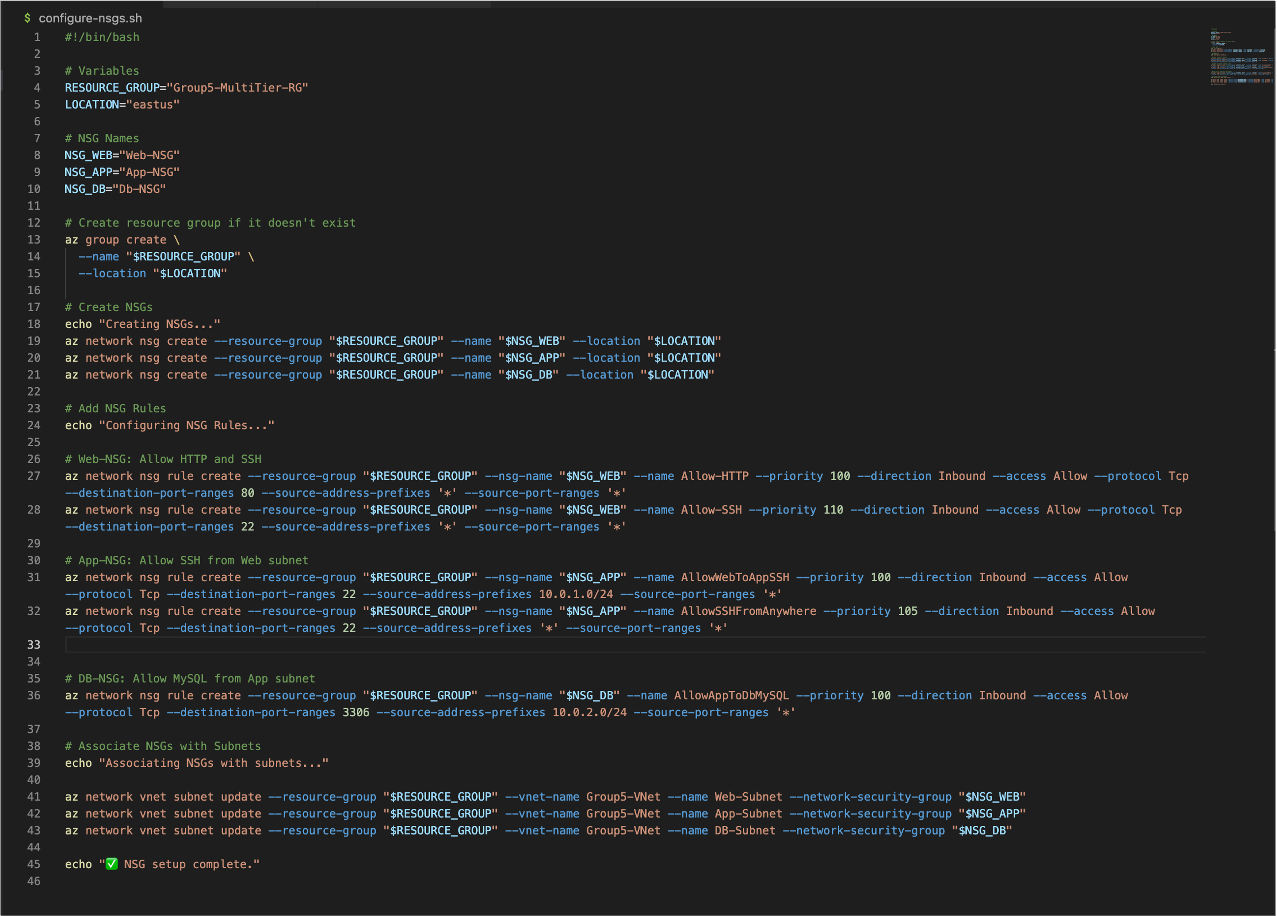 $ configure-nsgs.sh
1 #!/bin/bash
2
3 # Variables
4 RESOURCE_GROUP="Group5-MultiTier-RG"
5 LOCATION="eastus"
6
7 # NSG Names
8 NSG_WEB="Web-NSG"
9 NSG_APP="App-NSG"
10 NSG_DB="Db-NSG"
11
12 # Create resource group if it doesn't exist
13 az group create \
14   --name "$RESOURCE_GROUP" \
15   --location "$LOCATION"
16
17 # Create NSGs
18 echo "Creating NSGs..."
19 az network nsg create --resource-group "$RESOURCE_GROUP" --name "$NSG_WEB" --location "$LOCATION"
20 az network nsg create --resource-group "$RESOURCE_GROUP" --name "$NSG_APP" --location "$LOCATION"
21 az network nsg create --resource-group "$RESOURCE_GROUP" --name "$NSG_DB" --location "$LOCATION"
22
23 # Add NSG Rules
24 echo "Configuring NSG Rules..."
25
26 # Web-NSG: Allow HTTP and SSH
27 az network nsg rule create --resource-group "$RESOURCE_GROUP" --nsg-name "$NSG_WEB" --name Allow-HTTP --priority 100 --direction Inbound --access Allow --protocol Tcp
--destination-port-ranges 80 --source-address-prefixes '*' --source-port-ranges '*'
28 az network nsg rule create --resource-group "$RESOURCE_GROUP" --nsg-name "$NSG_WEB" --name Allow-SSH --priority 110 --direction Inbound --access Allow --protocol Tcp
--destination-port-ranges 22 --source-address-prefixes '*' --source-port-ranges '*'
29
30 # App-NSG: Allow SSH from Web subnet
31 az network nsg rule create --resource-group "$RESOURCE_GROUP" --nsg-name "$NSG_APP" --name AllowWebToAppSSH --priority 100 --direction Inbound --access Allow
--protocol Tcp --destination-port-ranges 22 --source-address-prefixes 10.0.1.0/24 --source-port-ranges '*'
32 az network nsg rule create --resource-group "$RESOURCE_GROUP" --nsg-name "$NSG_APP" --name AllowSSHFromAnywhere --priority 105 --direction Inbound --access Allow
--protocol Tcp --destination-port-ranges 22 --source-address-prefixes '*' --source-port-ranges '*'
33
34
35 # DB-NSG: Allow MySQL from App subnet
36 az network nsg rule create --resource-group "$RESOURCE_GROUP" --nsg-name "$NSG_DB" --name AllowAppToDbMySQL --priority 100 --direction Inbound --access Allow
--protocol Tcp --destination-port-ranges 3306 --source-address-prefixes 10.0.2.0/24 --source-port-ranges '*'
37
38 # Associate NSGs with Subnets
39 echo "Associating NSGs with subnets..."
40
41 az network vnet subnet update --resource-group "$RESOURCE_GROUP" --vnet-name Group5-VNet --name Web-Subnet --network-security-group "$NSG_WEB"
42 az network vnet subnet update --resource-group "$RESOURCE_GROUP" --vnet-name Group5-VNet --name App-Subnet --network-security-group "$NSG_APP"
43 az network vnet subnet update --resource-group "$RESOURCE_GROUP" --vnet-name Group5-VNet --name DB-Subnet --network-security-group "$NSG_DB"
44
45 echo "✅ NSG setup complete."
46